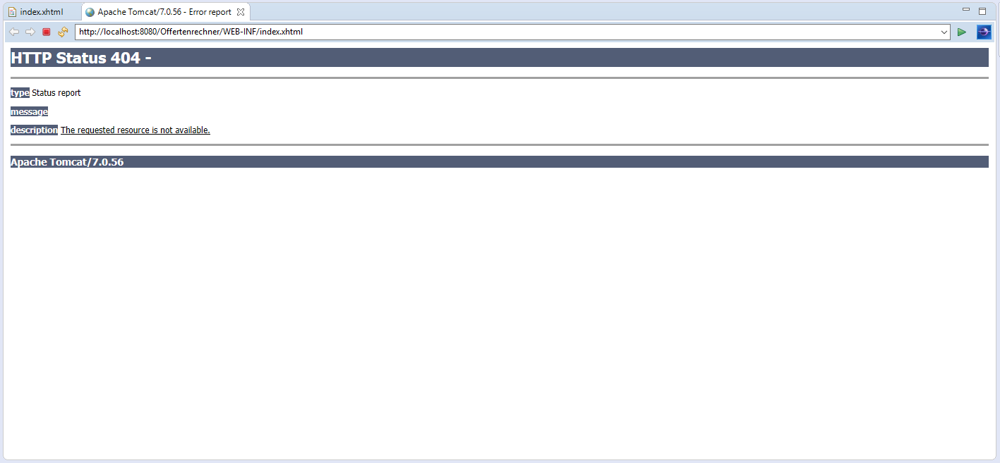 index.xhtml
Apache Tomcat/7.0.56 - Error report
http://localhost:8080/Offertenrechner/WEB-INF/index.xhtml
HTTP Status 404 -
type Status report
message
description The requested resource is not available.
Apache Tomcat/7.0.56